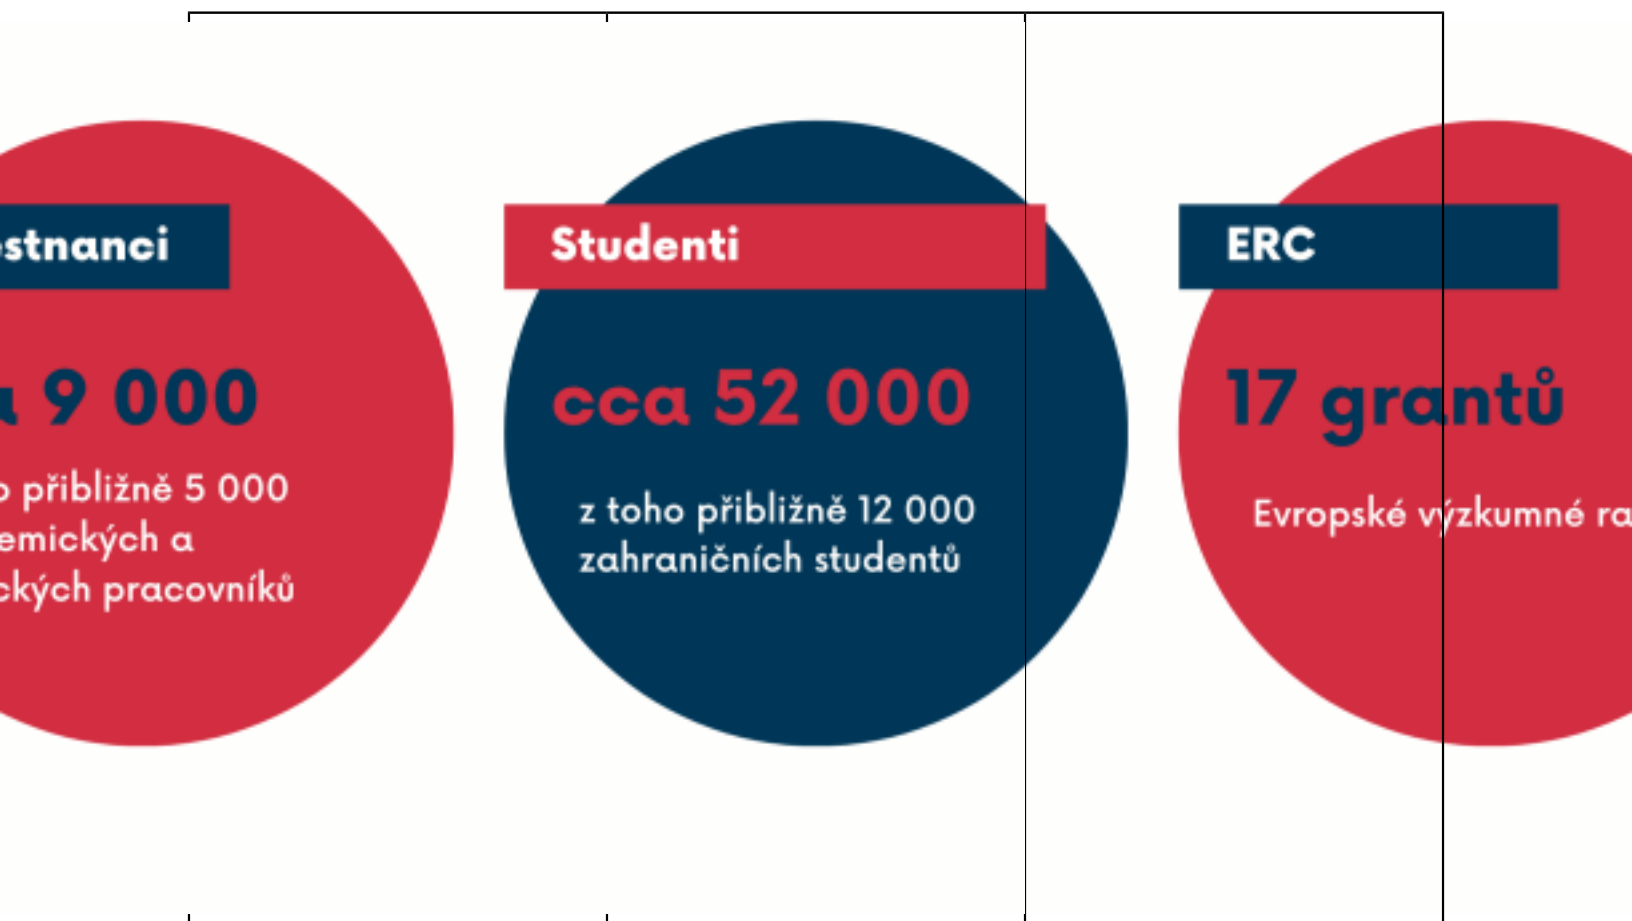 stnanci
9 000
přibližně 5 000
emických a
ckých pracovníků
Studenti
cca 52 000
z toho přibližně 12 000
zahraničních studentů
ERC
17 grantů
Evropské výzkumné ra